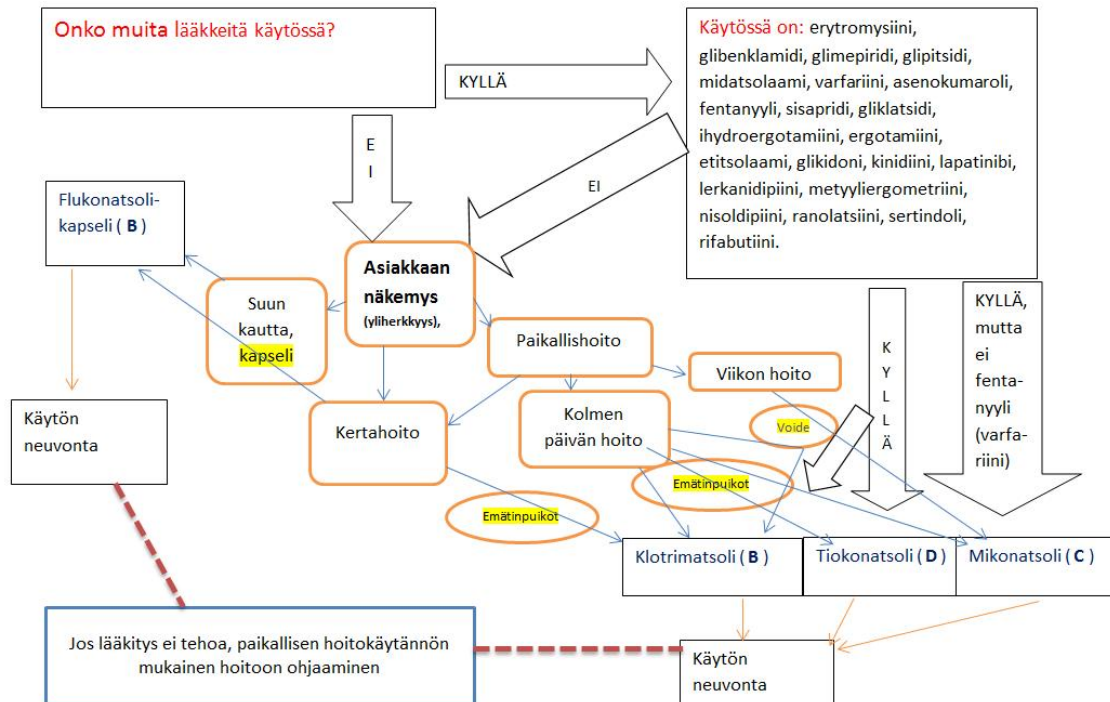 Onko muita lääkkeitä käytössä?
KYLLÄ
Käytössä on: erytromysiini,
glibenklamidi, glimepiridi, glipitsidi,
midatsolaami, varfariini, asenokumaroli,
fentanyyli, sisapridi, gliklatsidi,
ihydroergotamiini, ergotamiini,
etitsolaami, glikidoni, kinidiini, lapatinibi,
lerkanidipiini, metyyliergometriini,
nisoldipiini, ranolatsiini, sertindoli,
rifabutiini.
E
I
EI
Flukonatsoli-
kapseli ( B )
Asiakkaan
näkemys
(yliherkkyys),
Suun
kautta,
kapseli
Paikallishoito
Viikon hoito
K
Y
L
L
Ä
KYLLÄ,
mutta
ei
fenta-
nyyli
(varfa-
riini)
Käytön
neuvonta
Kertahoito
Kolmen
päivän hoito
Voide
Emätinpuikot
Emätinpuikot
Klotrimatsoli ( B )
Tiokonatsoli ( D )
Mikonatsoli ( C )
Jos lääkitys ei tehoa, paikallisen hoitokäytännön
mukainen hoitoon ohjaaminen
Käytön
neuvonta